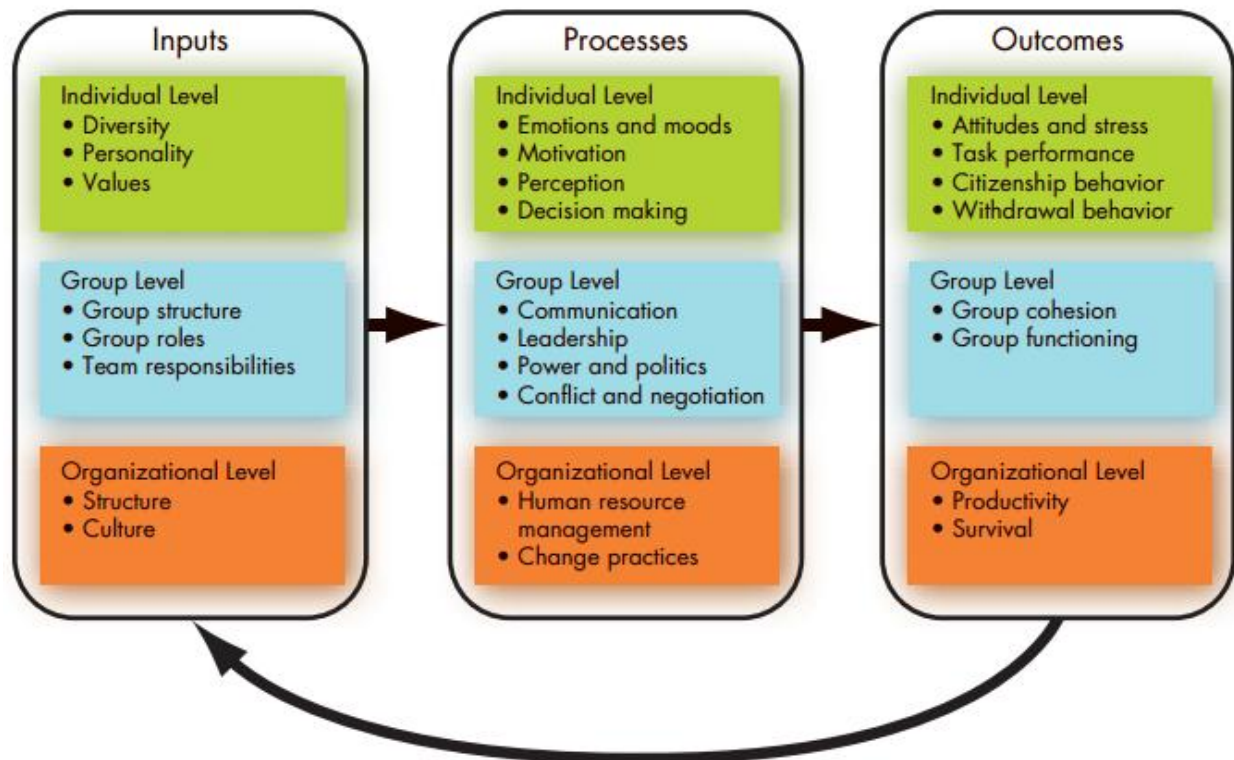 Inputs
Individual Level
• Diversity
• Personality
• Values
Group Level
• Group structure
• Group roles
• Team responsibilities
Organizational Level
• Structure
• Culture
Processes
Individual Level
• Emotions and moods
• Motivation
• Perception
• Decision making
Group Level
• Communication
• Leadership
• Power and politics
• Conflict and negotiation
Organizational Level
• Human resource
management
• Change practices
Outcomes
Individual Level
• Attitudes and stress
• Task performance
• Citizenship behavior
• Withdrawal behavior
Group Level
• Group cohesion
• Group functioning
Organizational Level
• Productivity
• Survival